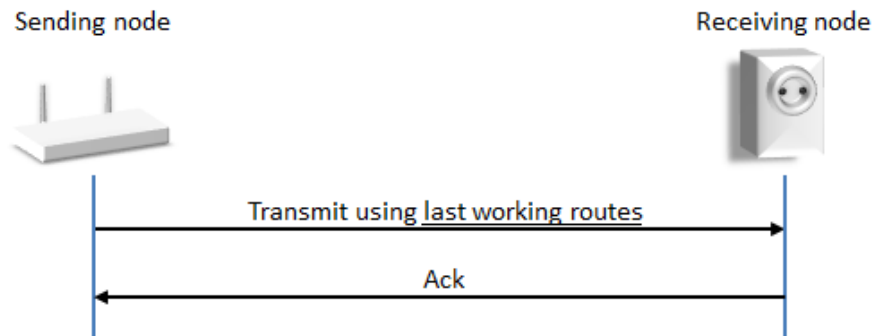 Sending node
Receiving node
Transmit using last working routes
Ack